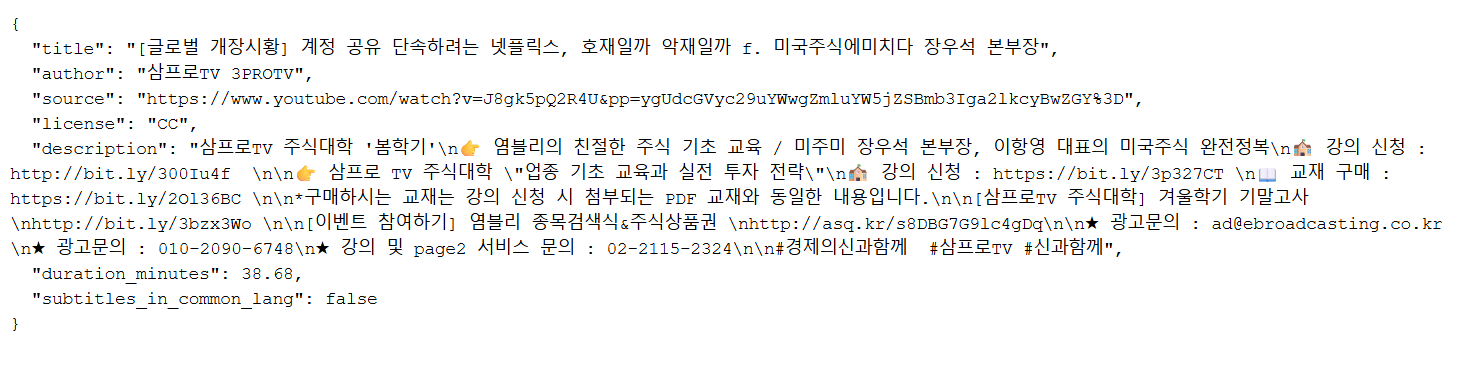 {
  "title": "[글로벌 개장시황] 계정 공유 단속하려는 넷플릭스, 호재일까 악재일까 f. 미국주식에미치다 장우석 본부장",
  "author": "삼프로TV 3PROTV",
  "source": "https://www.youtube.com/watch?v=J8gk5pQ2R4U&pp=ygUdcGVyc29uYWwgZmluYW5jZSBmb3Iga2lkcyBwZGY%3D",
  "license": "CC",
  "description": "삼프로TV 주식대학 '봄학기'\n👉 염블리의 친절한 주식 기초 교육 / 미주미 장우석 본부장, 이항영 대표의 미국주식 완전정복\n🏫 강의 신청 :
http://bit.ly/300Iu4f  \n\n👉 삼프로 TV 주식대학 \"업종 기초 교육과 실전 투자 전략\"\n🏫 강의 신청 : https://bit.ly/3p327CT \n📖 교재 구매 :
https://bit.ly/2Ol36BC \n\n*구매하시는 교재는 강의 신청 시 첨부되는 PDF 교재와 동일한 내용입니다.\n\n[삼프로TV 주식대학] 겨울학기 기말고사
\nhttp://bit.ly/3bzx3Wo \n\n[이벤트 참여하기] 염블리 종목검색식&주식상품권 \nhttp://asq.kr/s8DBG7G9lc4gDq\n\n★ 광고문의 : ad@ebroadcasting.co.kr
\n★ 광고문의 : 010-2090-6748\n★ 강의 및 page2 서비스 문의 : 02-2115-2324\n\n#경제의신과함께  #삼프로TV #신과함께",
  "duration_minutes": 38.68,
  "subtitles_in_common_lang": false
}